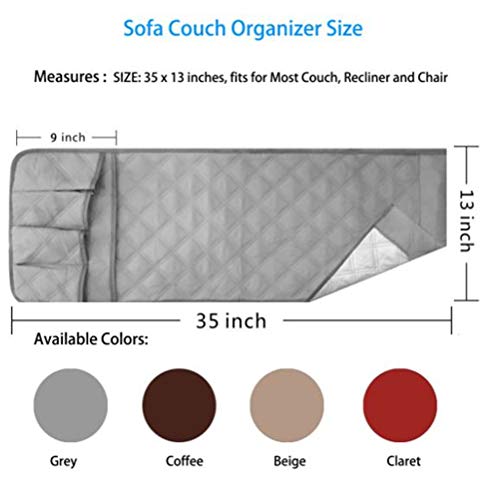 Sofa Couch Organizer Size
Measures : SIZE: 35 x 13 inches, fits for Most Couch, Recliner and Chair
9 inch
13 inch
35 inch
Available Colors:
Grey
Coffee
Beige
Claret